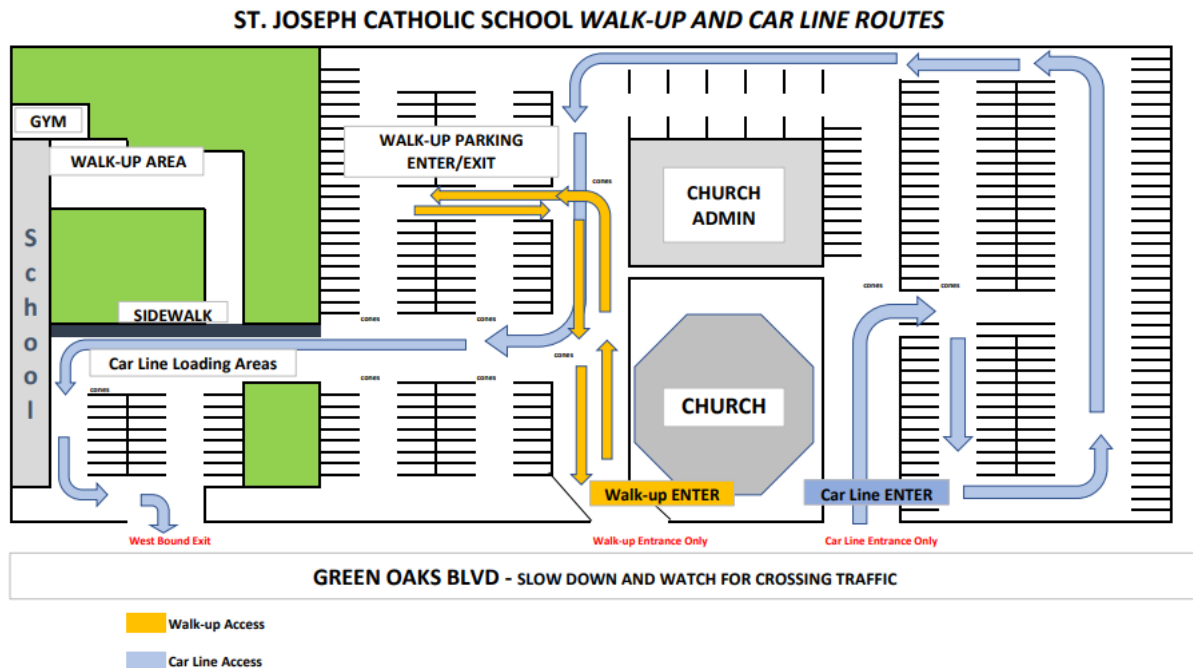 ST. JOSEPH CATHOLIC SCHOOL WALK-UP AND CAR LINE ROUTES
GYM
WALK-UP AREA
WALK-UP PARKING
ENTER/EXIT
cones
CHURCH
ADMIN
School
SIDEWALK
cones
cones
cones
cones
Car Line Loading Areas
cones
cones
cones
cones
CHURCH
Walk-up ENTER
Car Line ENTER
West Bound Exit
Walk-up Entrance Only
Car Line Entrance Only
GREEN OAKS BLVD - SLOW DOWN AND WATCH FOR CROSSING TRAFFIC
Walk-up Access
Car Line Access